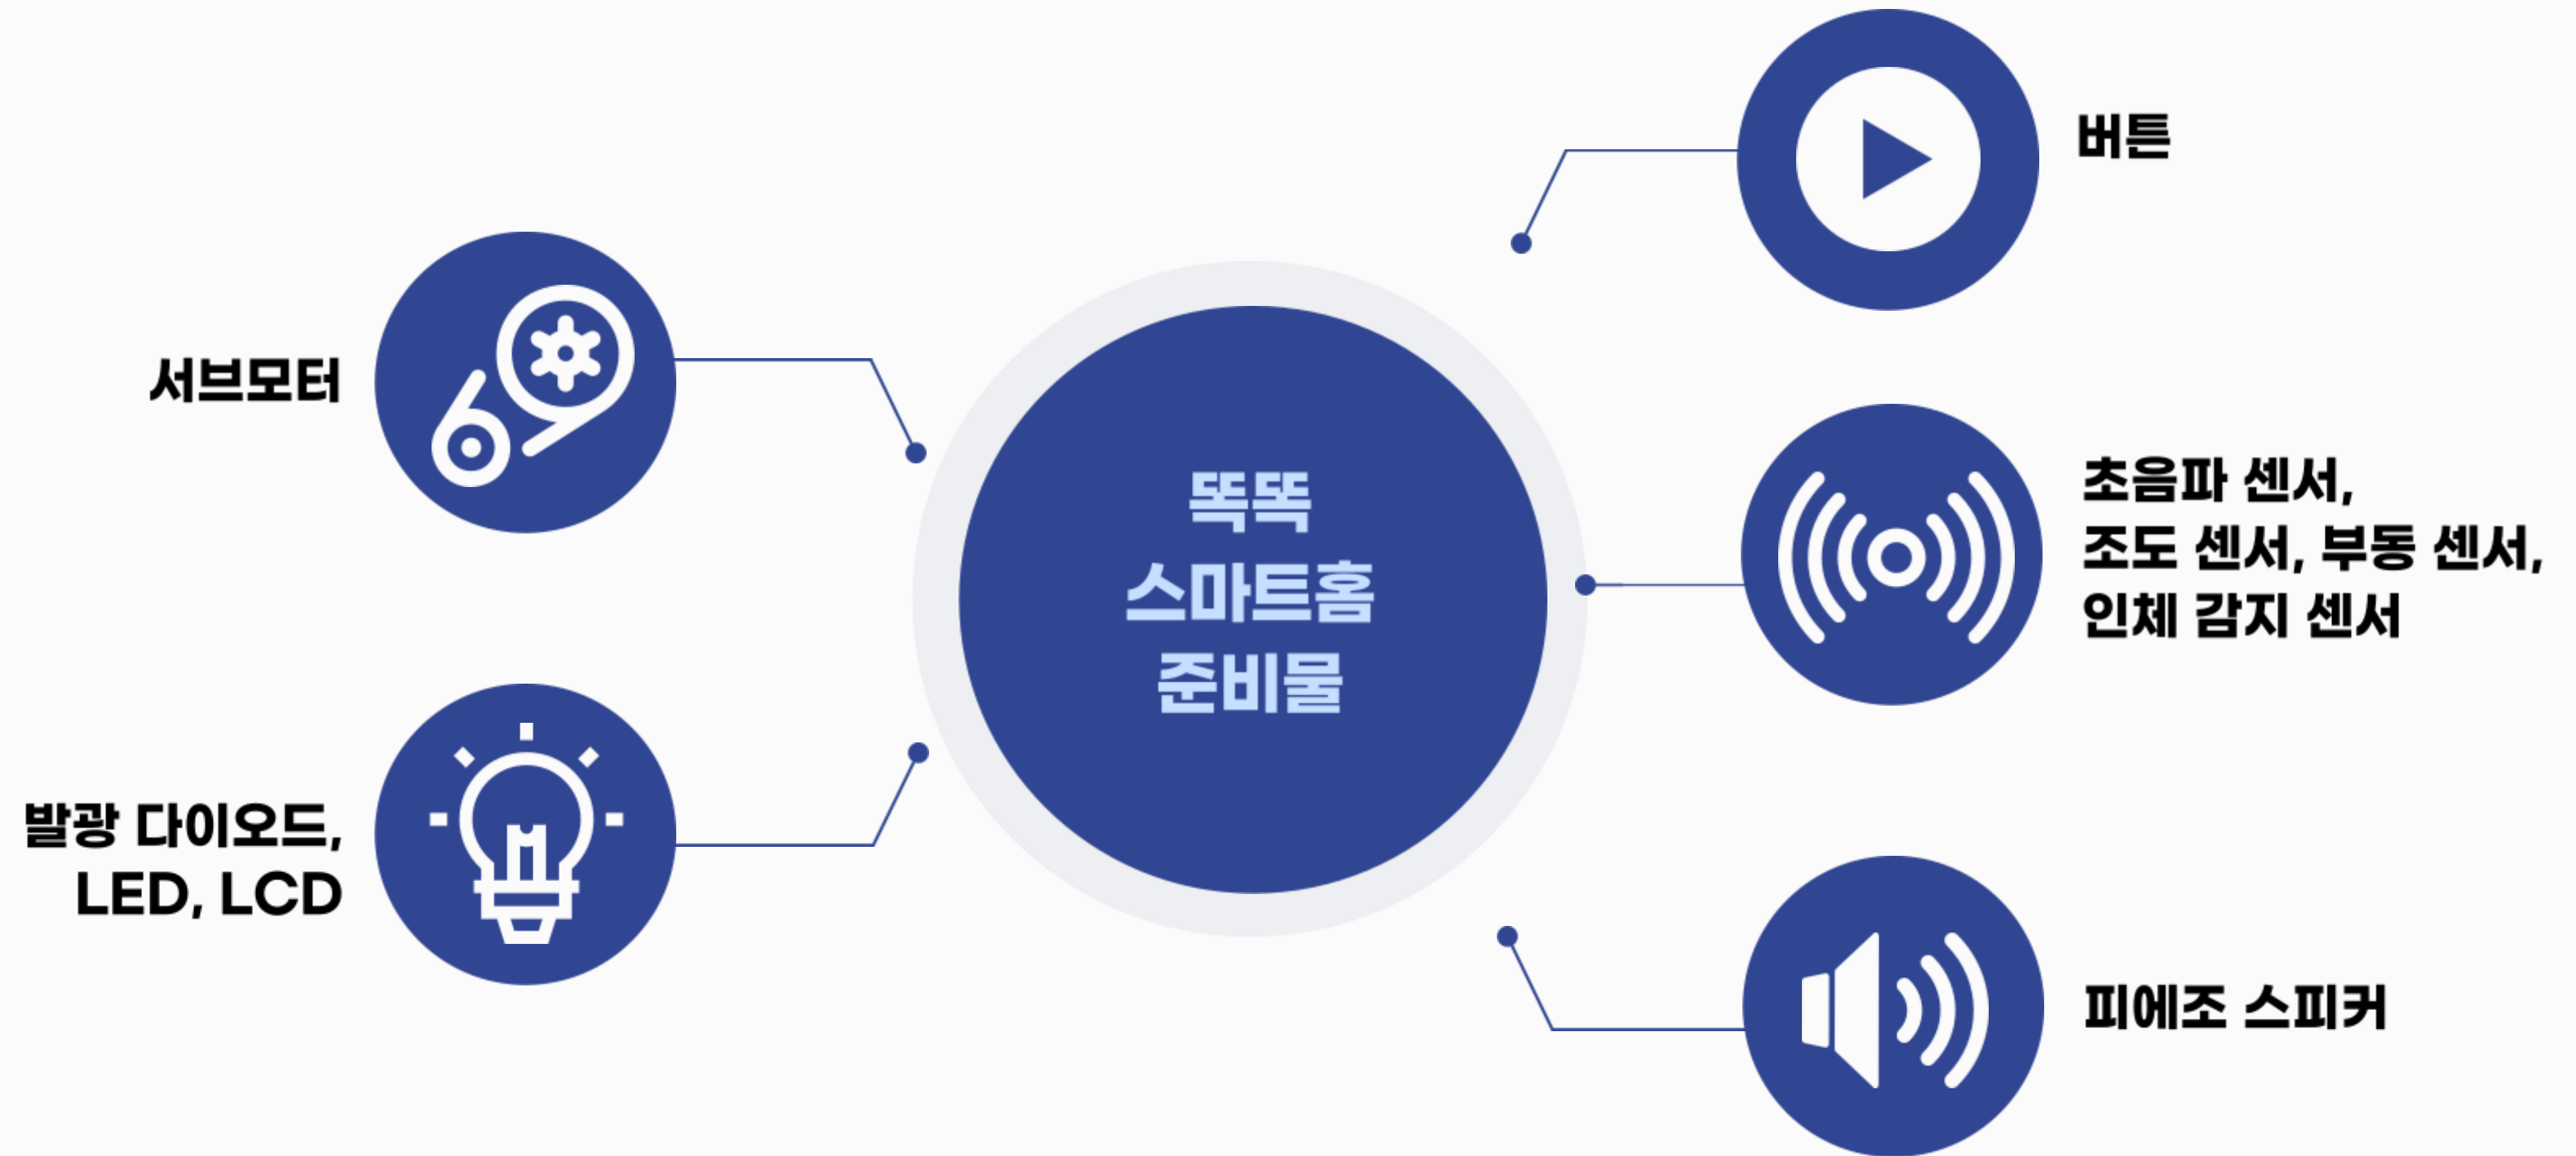 버튼
서브모터
똑똑
스마트홈
준비물
초음파 센서,
조도 센서, 부동 센서,
인체 감지 센서
발광 다이오드,
LED, LCD
피에조 스피커